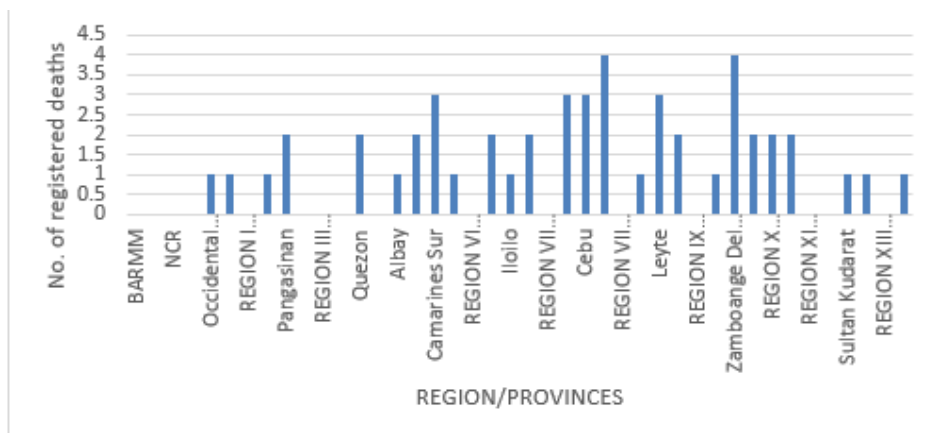 No. of registered deaths
4.5
4
3.5
3
2.5
2
1.5
1
0.5
0
BARMM
NCR
Occidental...
REGION I...
Pangasinan
REGION III...
Quezon
Albay
Camarines Sur
REGION VI...
Iloilo
REGION VII...
Cebu
REGION VII...
Leyte
REGION IX...
Zamboange Del...
REGION X...
REGION XI...
Sultan Kudarat
REGION XIII...
REGION/PROVINCES